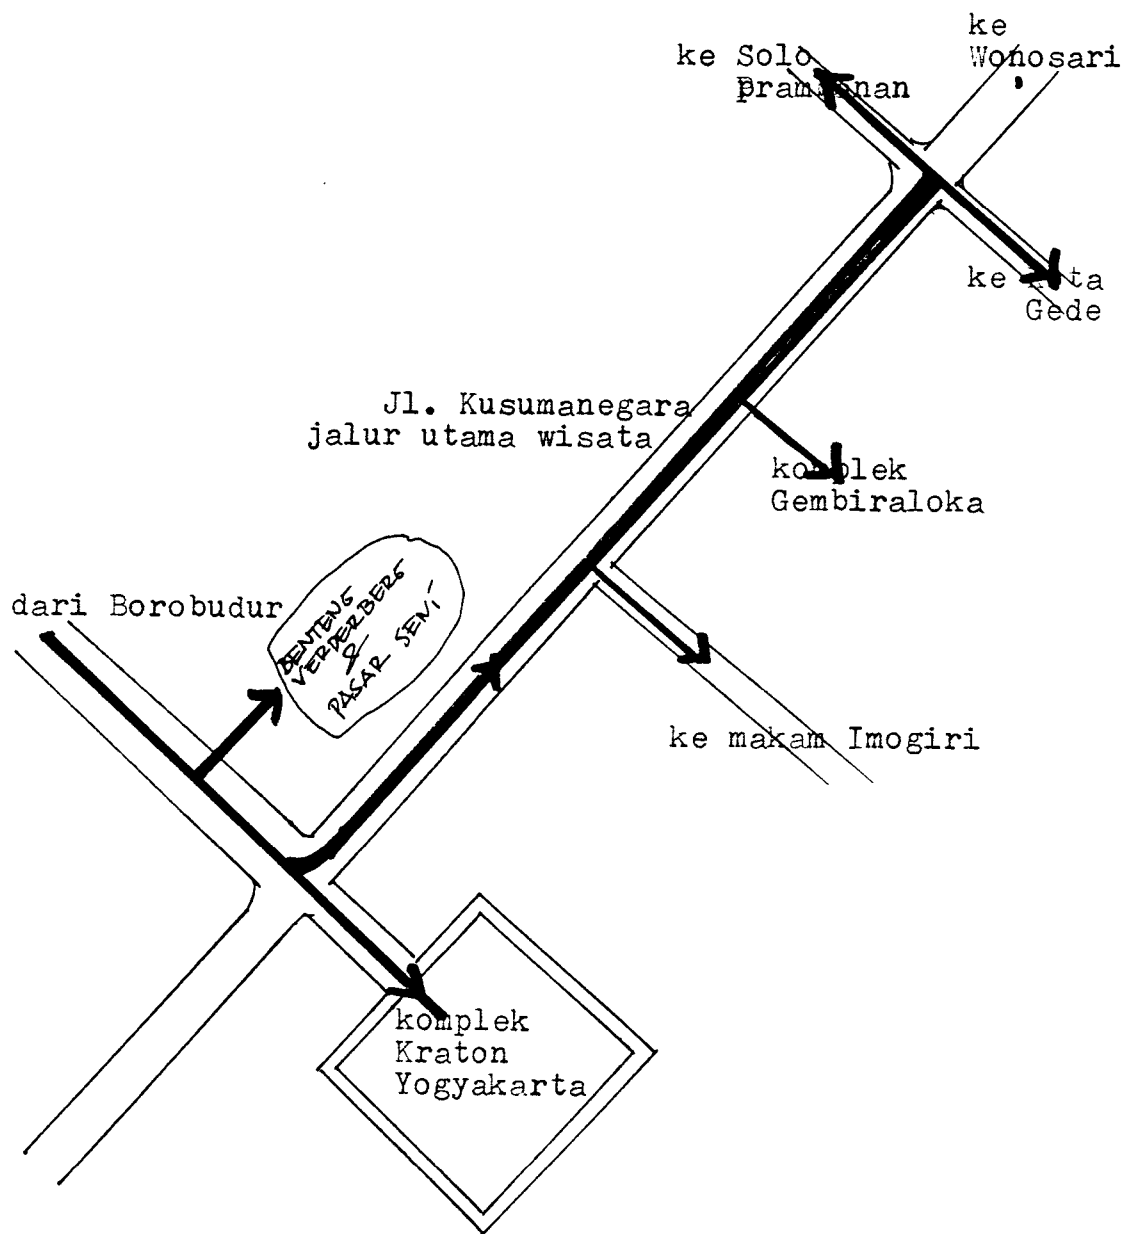 ke
Wonosari
ke Solo
Prambanan
ke Kota
Gede
Jl. Kusumanegara
jalur utama wisata
komplek
Gembiraloka
BENTENG
VERDERBERG
&
PASAR SENI
dari Borobudur
ke makam Imogiri
komplek
Kraton
Yogyakarta